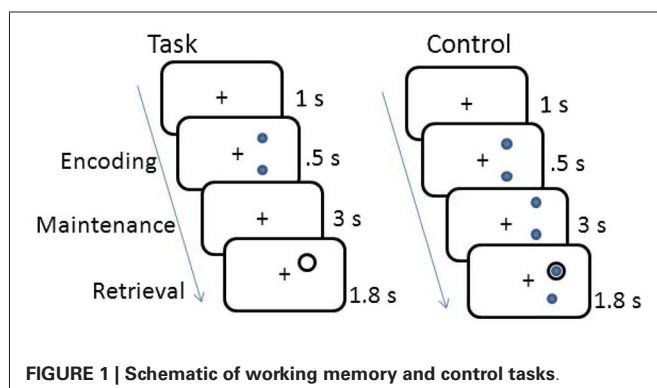 Task Control
+ 1 s + 1 s
Encoding + .5 s + .5 s
Maintenance + 3 s + 3 s
Retrieval + 1.8 s + 1.8 s
FIGURE 1 | Schematic of working memory and control tasks.